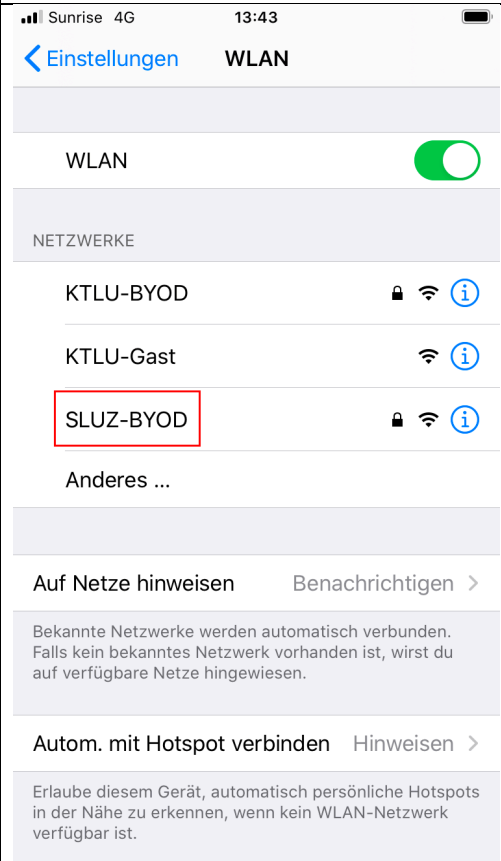 Sunrise 4G 13:43
Einstellungen WLAN
WLAN
NETZWERKE
KTLU-BYOD
KTLU-Gast
SLUZ-BYOD
Anderes ...
Auf Netze hinweisen Benachrichtigen
Bekannte Netzwerke werden automatisch verbunden.
Falls kein bekanntes Netzwerk vorhanden ist, wirst du
auf verfügbare Netze hingewiesen.
Autom. mit Hotspot verbinden Hinweisen
Erlaube diesem Gerät, automatisch persönliche Hotspots
in der Nähe zu erkennen, wenn kein WLAN-Netzwerk
verfügbar ist.